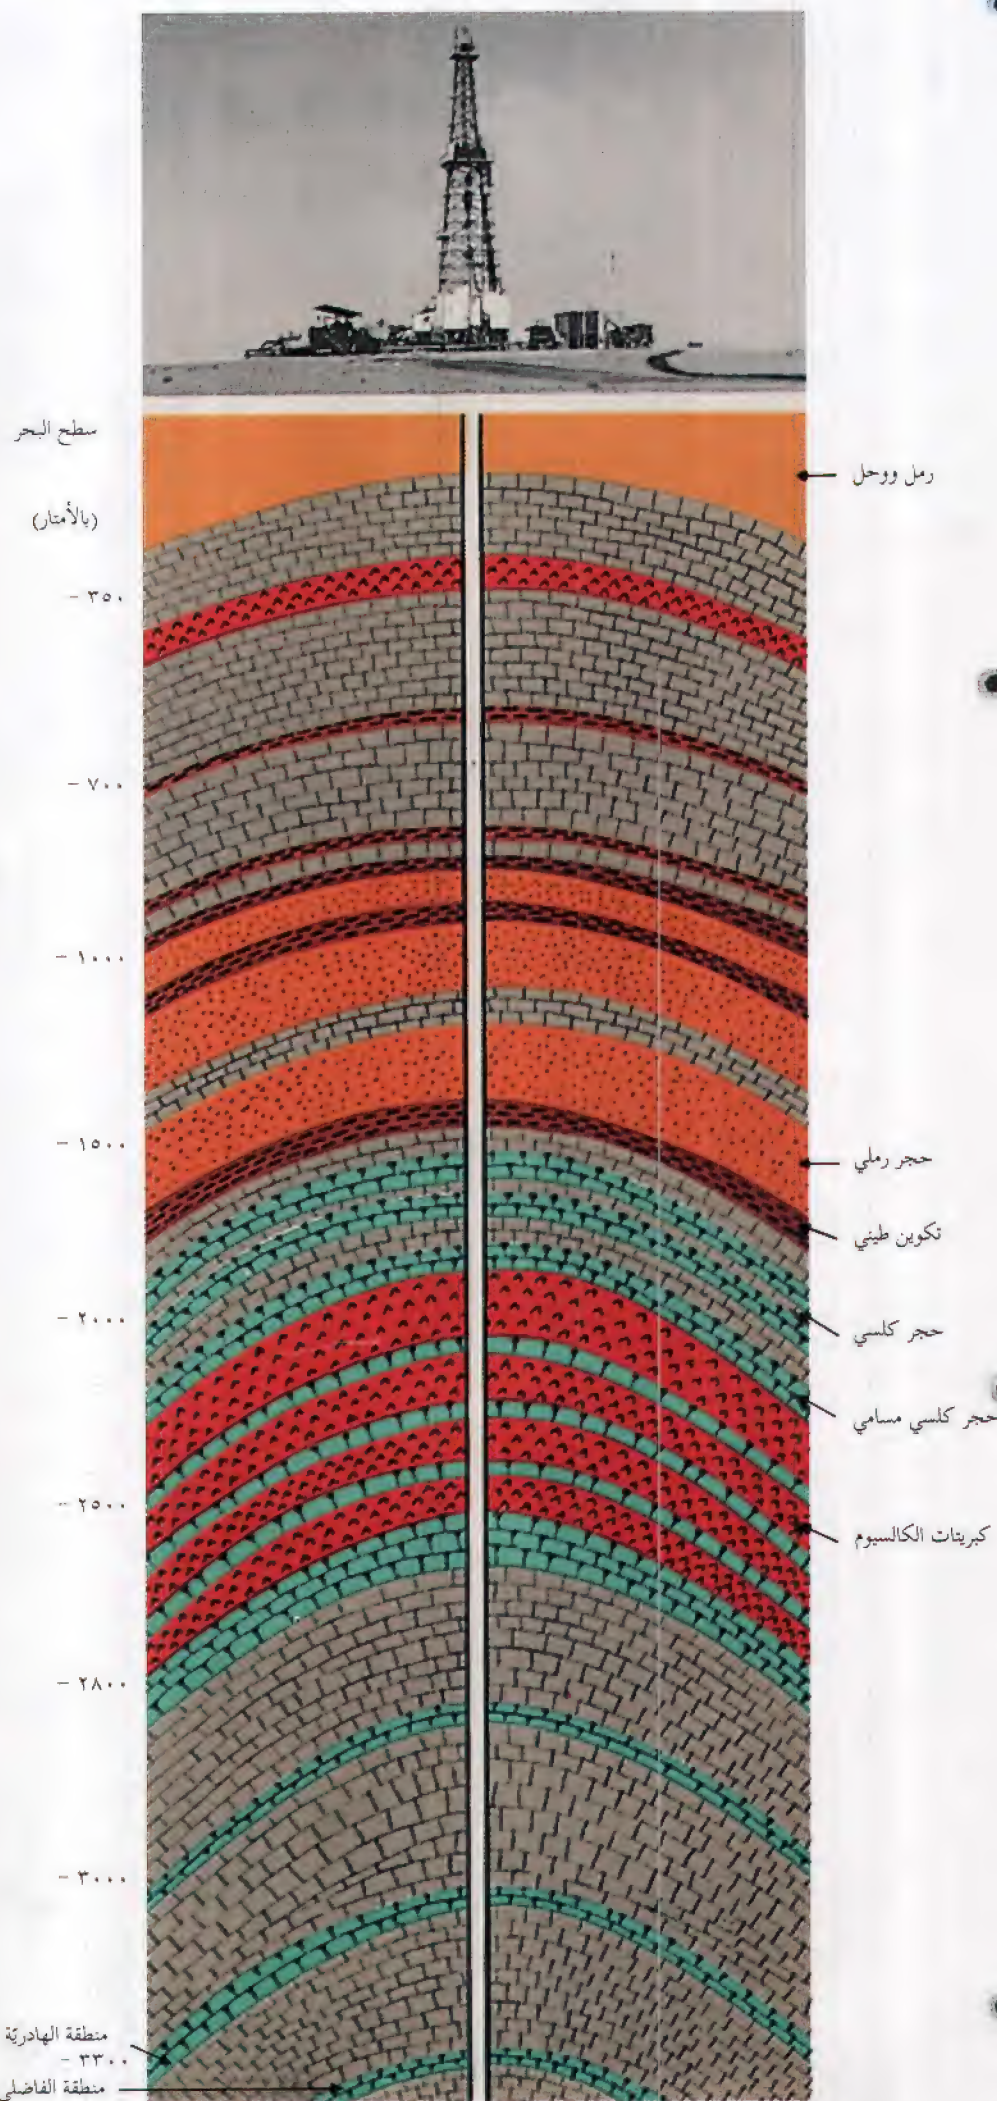 سطح البحر
(بالأمتار)
رمل ووحل
- ٣٥٠
- ٧٠٠
- ١٠٠٠
- ١٥٠٠
حجر رملي
تكوين طيني
- ٢٠٠٠
حجر كلسي
حجر كلسي مسامي
- ٢٥٠٠
كبريتات الكالسيوم
- ٢٨٠٠
- ٣٠٠٠
منطقة الهادريّة
- ٣٣٠٠
منطقة الفاضلي